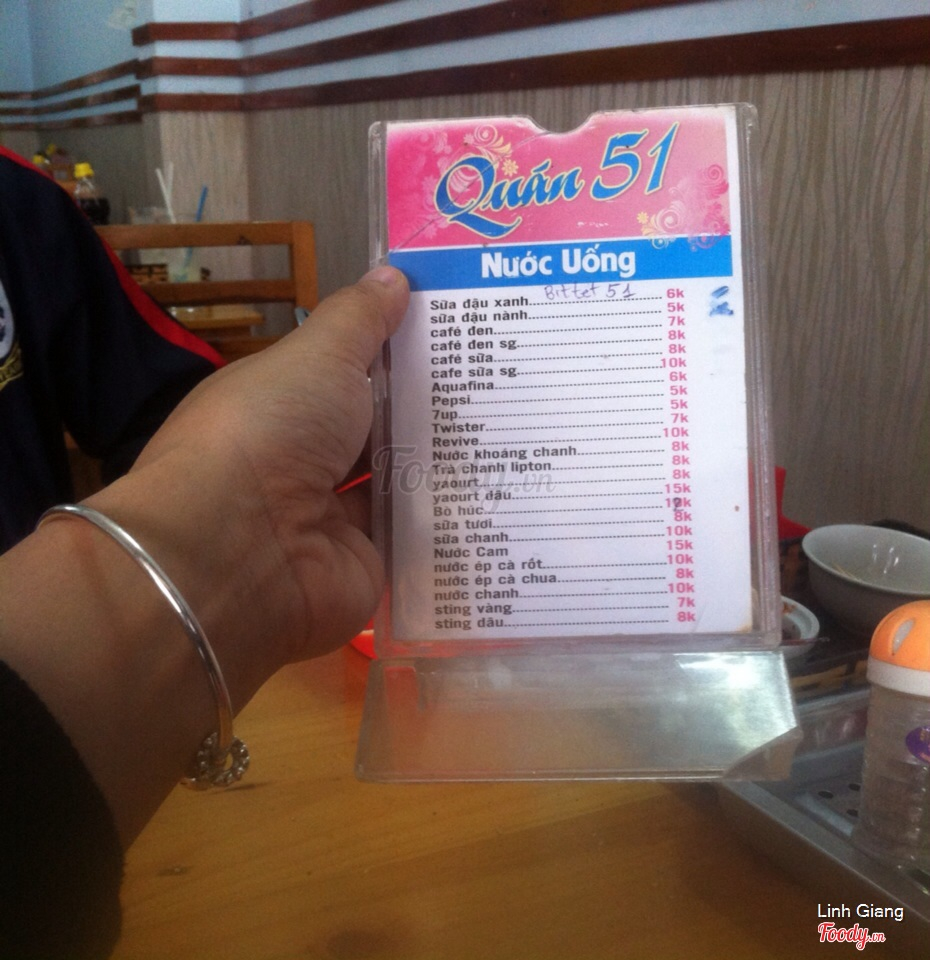 Quán 51
Nước Uống
Bittet 51
Sữa đậu xanh 6k
sữa đậu nành 5k
café đen 7k
café đen sg 8k
café sữa 8k
cafe sữa sg 10k
Aquafina 6k
Pepsi 5k
7up 5k
Twister 7k
Revive 10k
Nước khoáng chanh 8k
Trà chanh lipton 8k
yaourt 8k
yaourt dâu 15k
Bò húc
sữa tươi 8k
sữa chanh 10k
Nước Cam 15k
nước ép cà rốt 10k
nước ép cà chua 8k
nước chanh 10k
sting vàng 7k
sting dâu 8k
Foody.vn
Linh Giang
Foody.vn